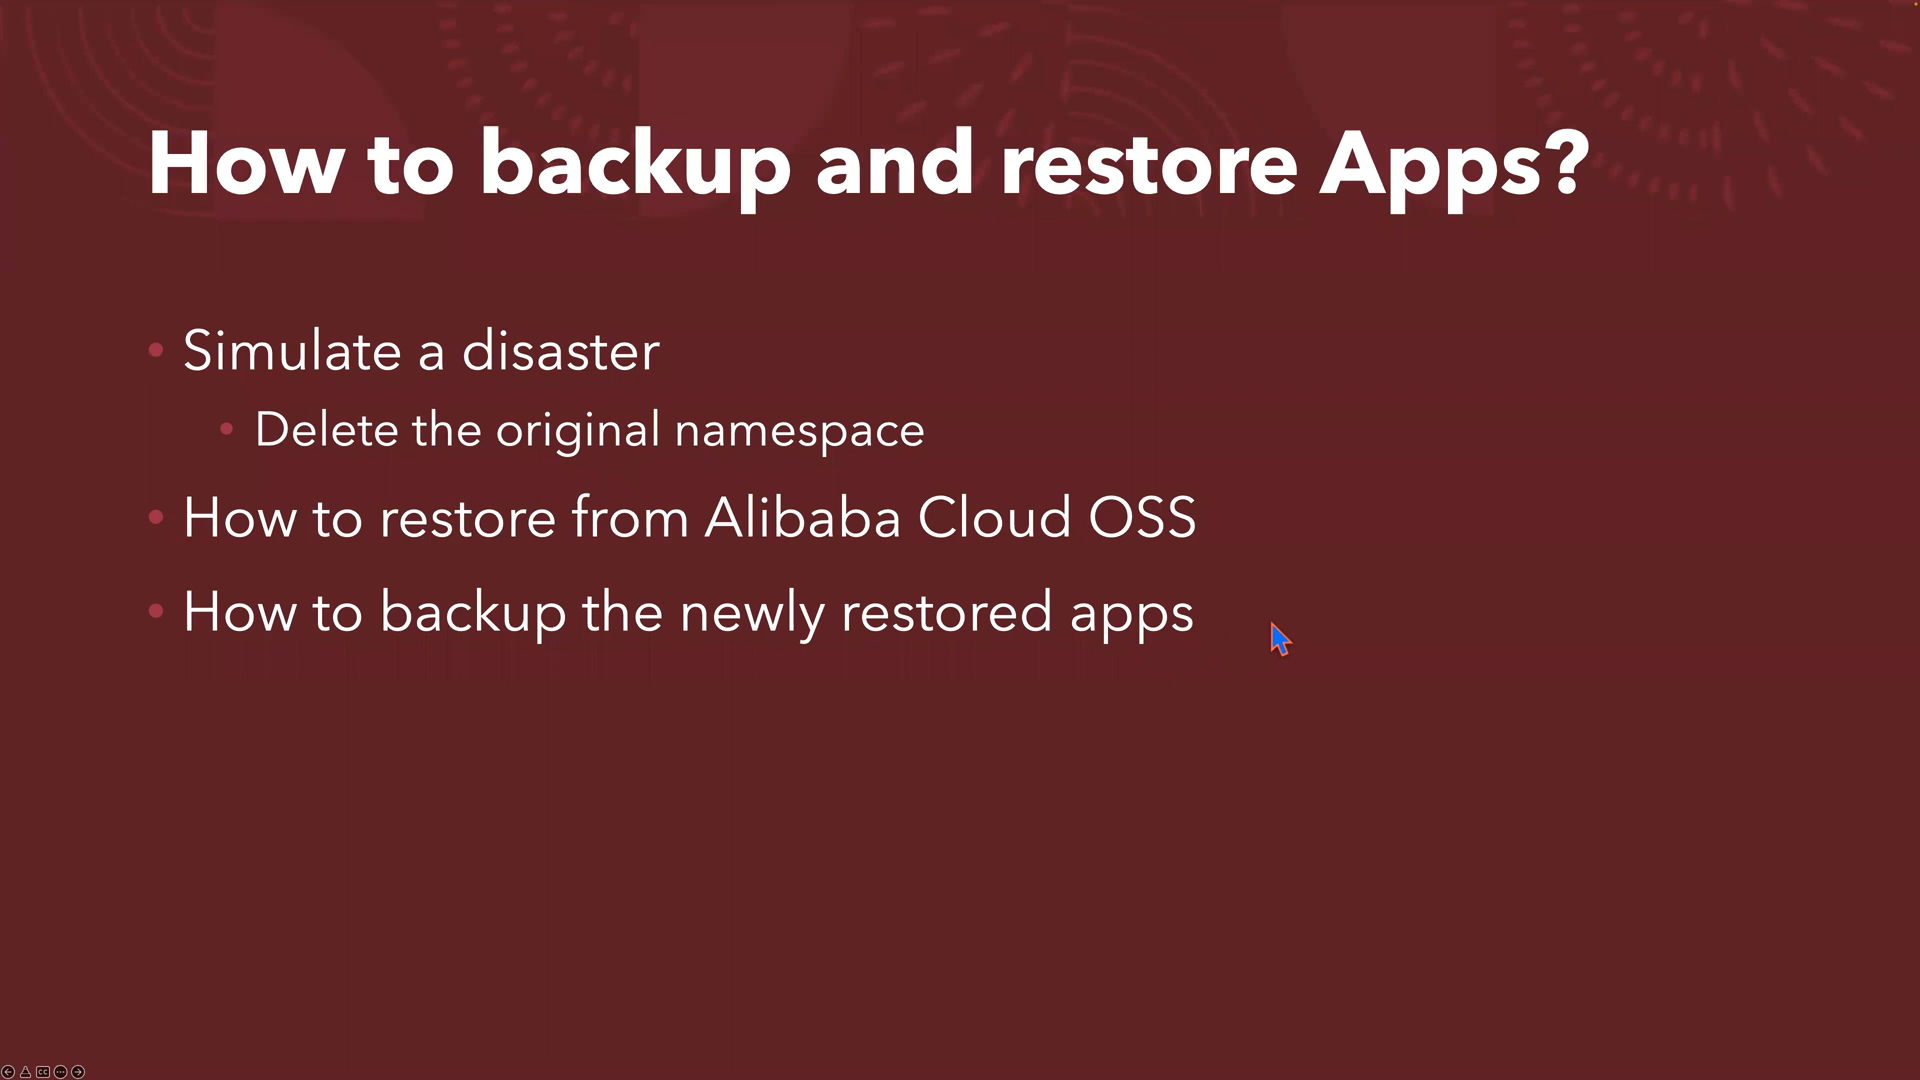 How to backup and restore Apps?
• Simulate a disaster
• Delete the original namespace
• How to restore from Alibaba Cloud OSS
• How to backup the newly restored apps
CC